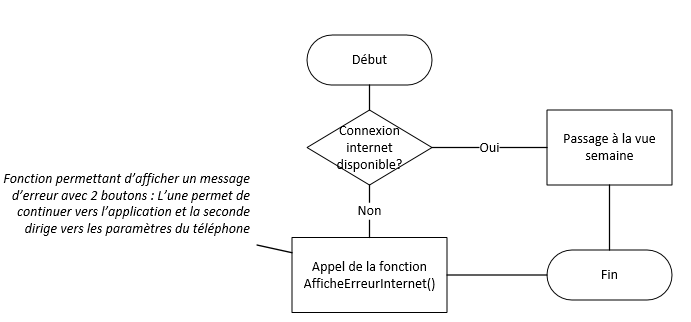 Début
Connexion
internet
disponible?
Oui
Passage à la vue
semaine
Fonction permettant d'afficher un message
d'erreur avec 2 boutons : L'une permet de
continuer vers l'application et la seconde
dirige vers les paramètres du téléphone
Non
Appel de la fonction
AfficheErreurInternet()
Fin